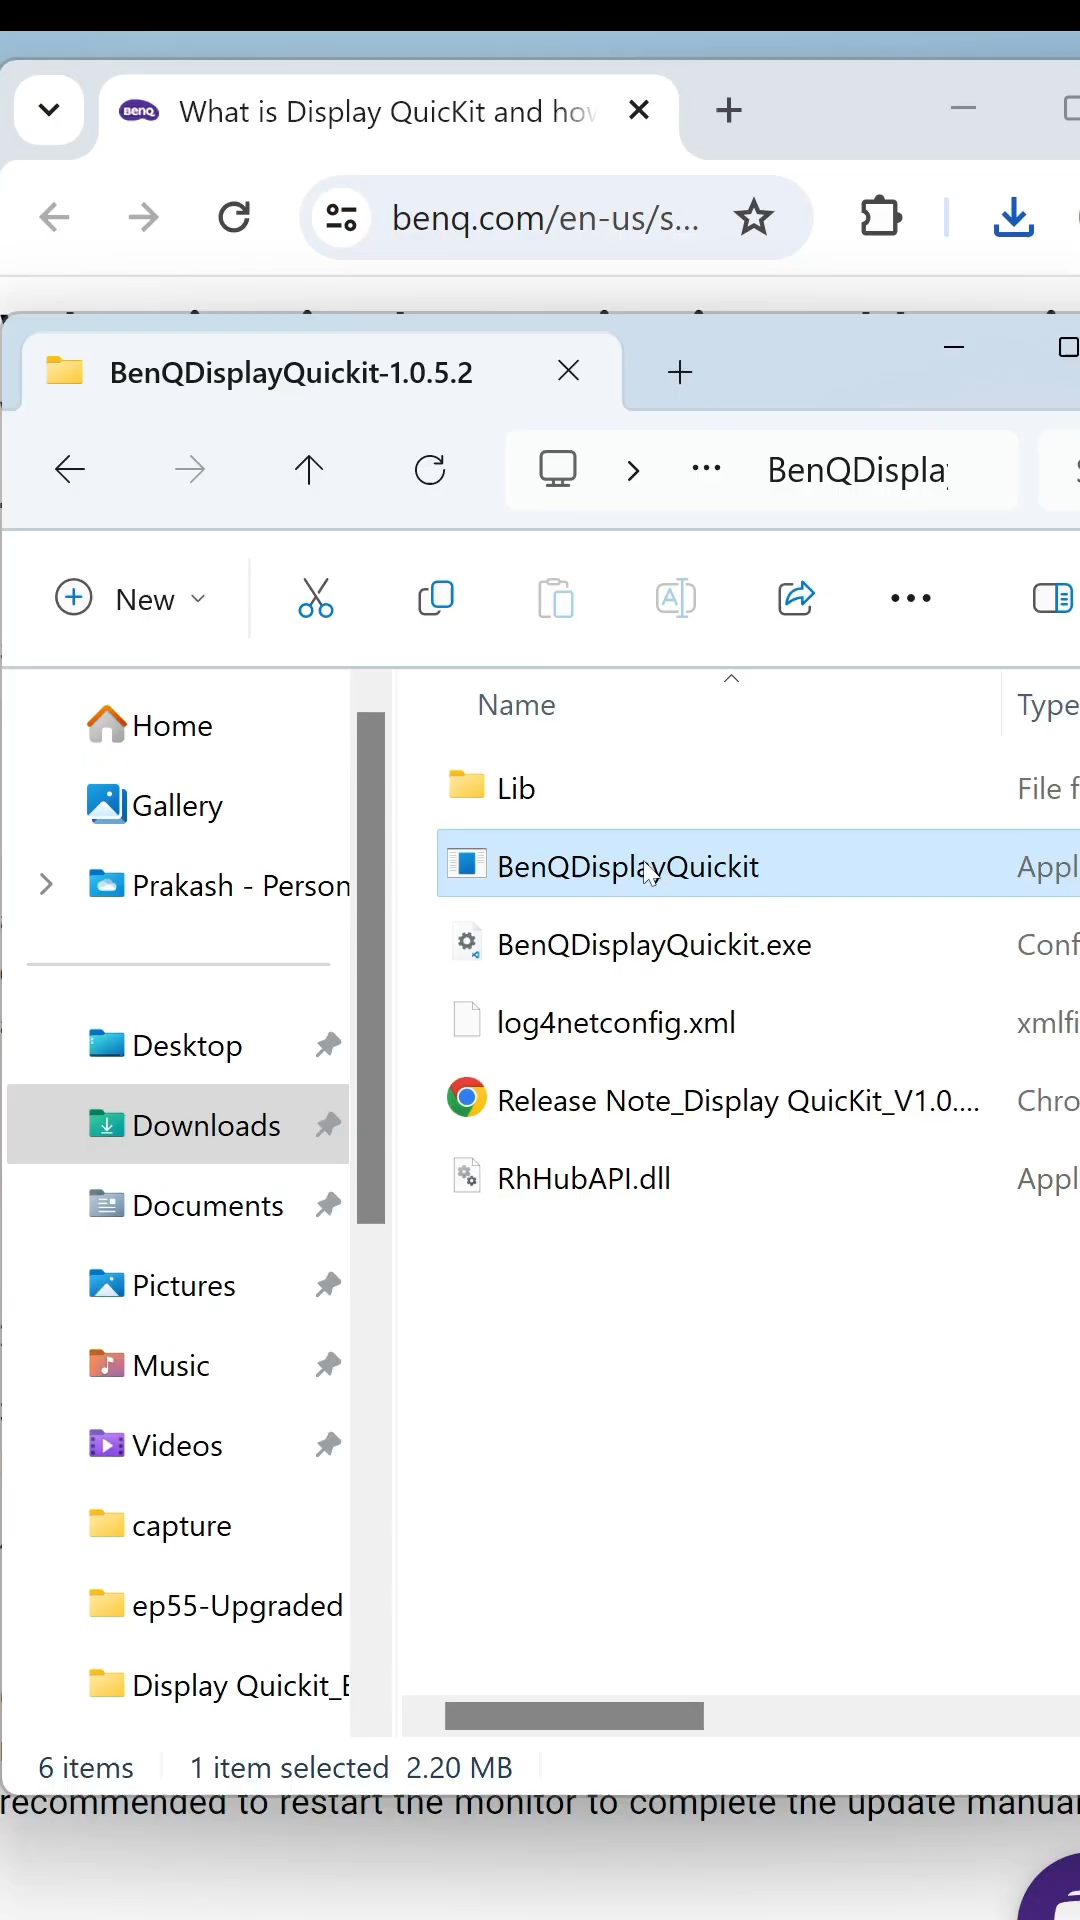 BenQ What is Display QuicKit and how
benq.com/en-us/s...
BenQDisplayQuickit-1.0.5.2
BenQDisplay
New
Name Type
Home
Gallery
Prakash - Person
Desktop
Downloads
Documents
Pictures
Music
Videos
capture
ep55-Upgraded
Display Quickit_
Lib File f
BenQDisplayQuickit Appl
BenQDisplayQuickit.exe Conf
log4netconfig.xml xmlfi
Release Note_Display QuicKit_V1.0.... Chro
RhHubAPI.dll Appl
6 items 1 item selected 2.20 MB
recommended to restart the monitor to complete the update manual